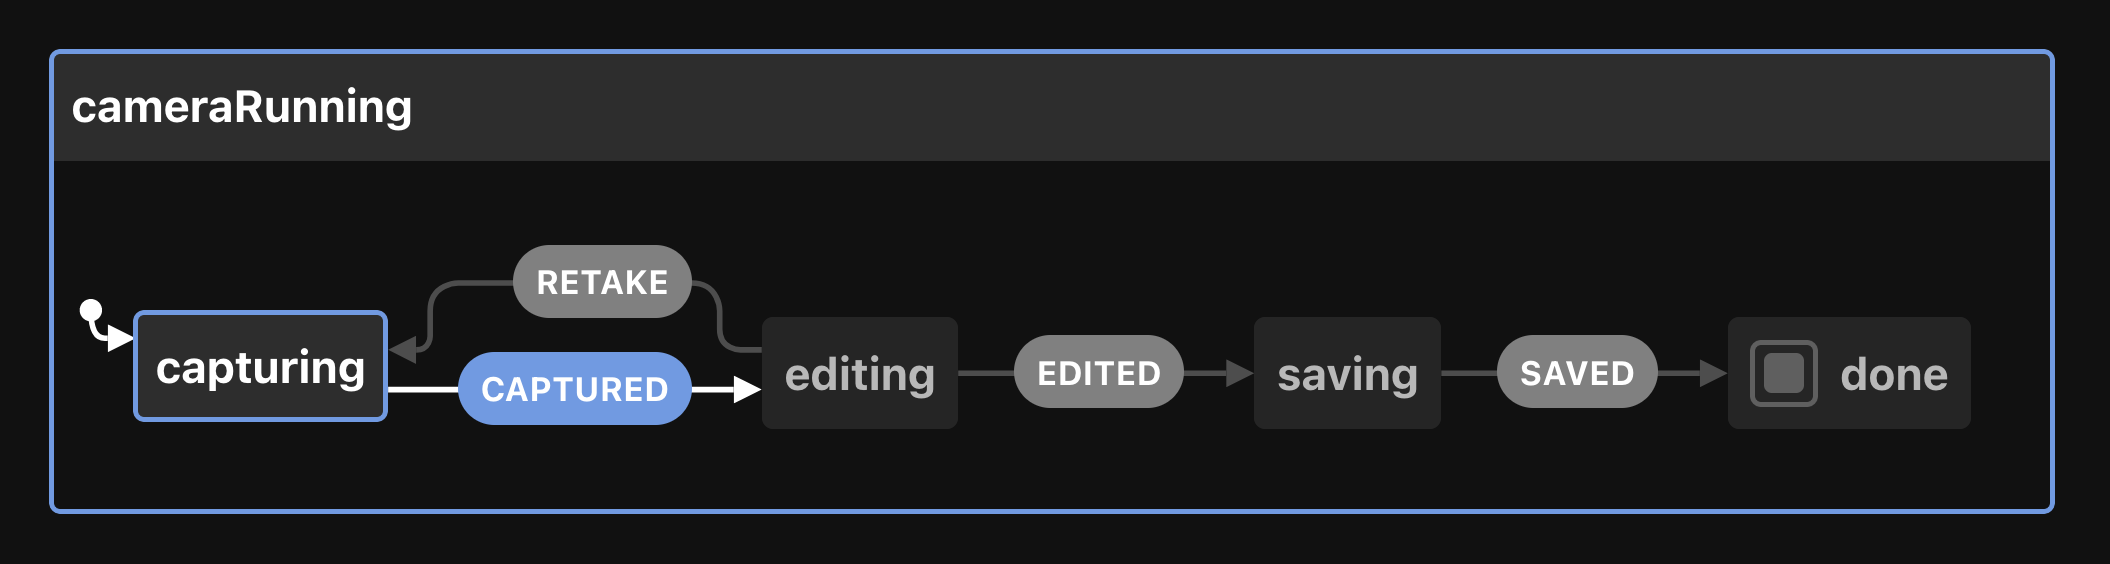 cameraRunning
RETAKE
capturing
CAPTURED
editing
EDITED
saving
SAVED
done